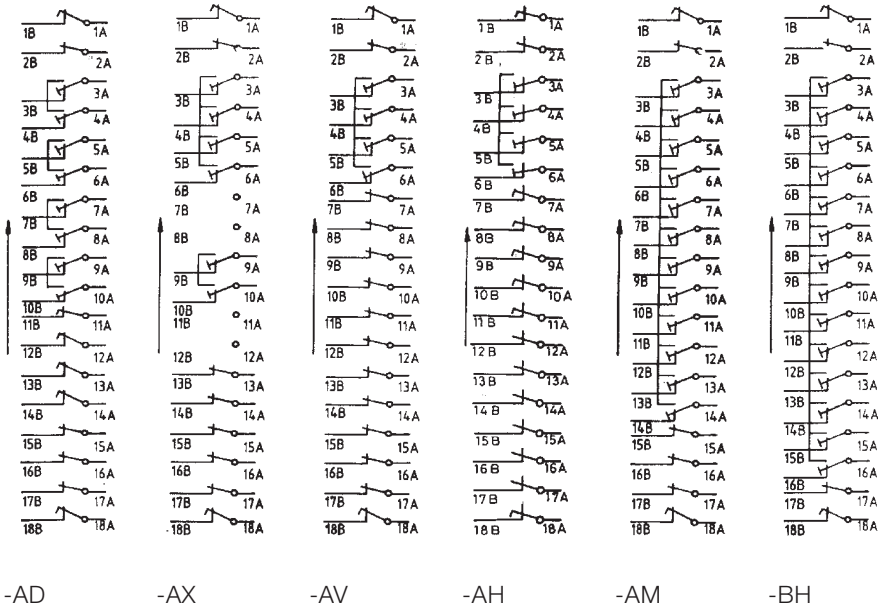 1B 1A
2B 2A
3B 3A
4B 4A
5B 5A
6B 6A
7B 7A
8B 8A
9B 9A
10B 10A
11B 11A
12B 12A
13B 13A
14B 14A
15B 15A
16B 16A
17B 17A
18B 18A
-AD
1B 1A
2B 2A
3B 3A
4B 4A
5B 5A
6B 6A
7B 7A
8B 8A
9B 9A
10B 10A
11B 11A
12B 12A
13B 13A
14B 14A
15B 15A
16B 16A
17B 17A
18B 18A
-AX
1B 1A
2B 2A
3B 3A
4B 4A
5B 5A
6B 6A
7B 7A
8B 8A
9B 9A
10B 10A
11B 11A
12B 12A
13B 13A
14B 14A
15B 15A
16B 16A
17B 17A
18B 18A
-AV
1B 1A
2B 2A
3B 3A
4B 4A
5B 5A
6B 6A
7B 7A
8B 8A
9B 9A
10B 10A
11B 11A
12B 12A
13B 13A
14B 14A
15B 15A
16B 16A
17B 17A
18B 18A
-AH
1B 1A
2B 2A
3B 3A
4B 4A
5B 5A
6B 6A
7B 7A
8B 8A
9B 9A
10B 10A
11B 11A
12B 12A
13B 13A
14B 14A
15B 15A
16B 16A
17B 17A
18B 18A
-AM
1B 1A
2B 2A
3B 3A
4B 4A
5B 5A
6B 6A
7B 7A
8B 8A
9B 9A
10B 10A
11B 11A
12B 12A
13B 13A
14B 14A
15B 15A
16B 16A
17B 17A
18B 18A
-BH